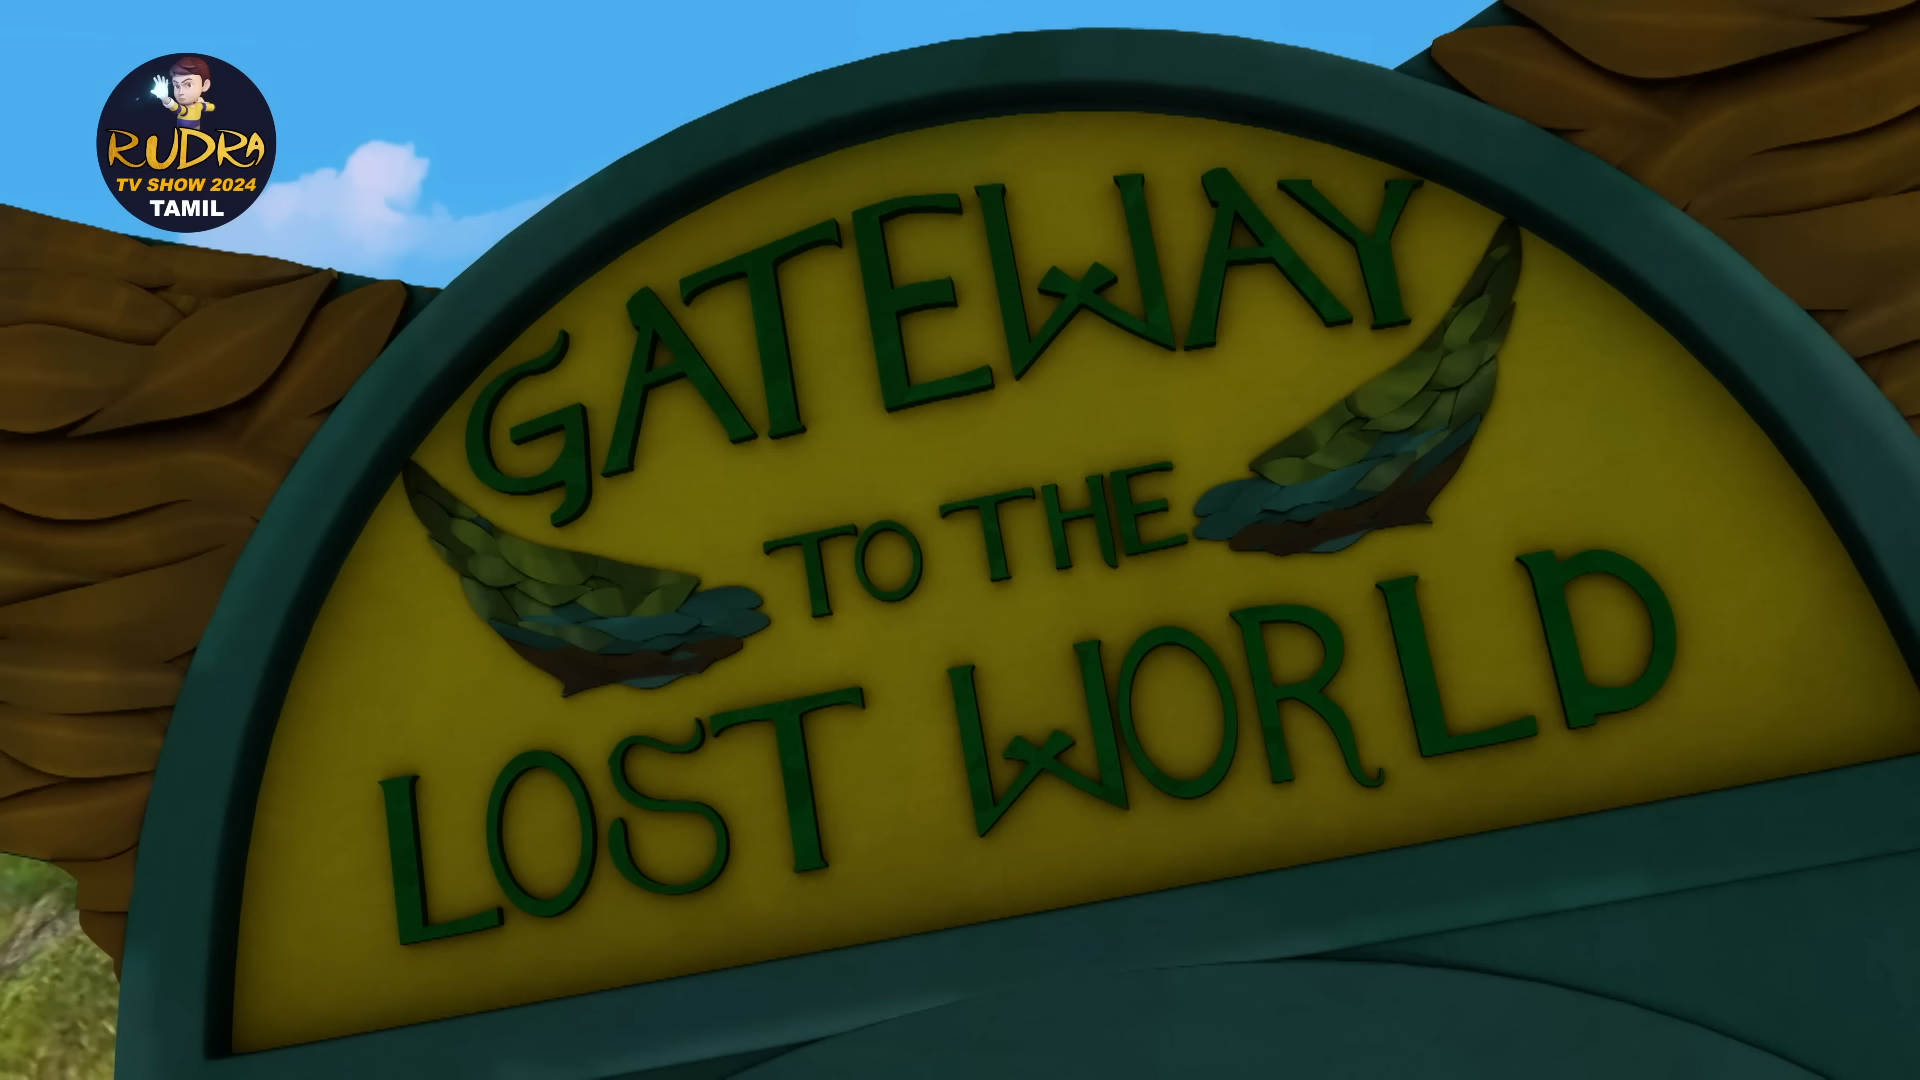 RUDRA
TV SHOW 2024
TAMIL
GATEWAY
TO THE
LOST WORLD